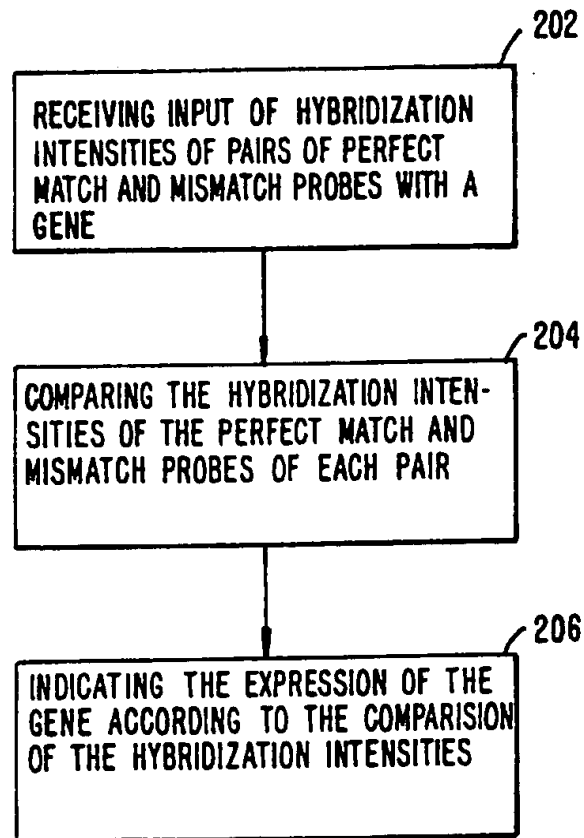 202
RECEIVING INPUT OF HYBRIDIZATION
INTENSITIES OF PAIRS OF PERFECT
MATCH AND MISMATCH PROBES WITH A
GENE
204
COMPARING THE HYBRIDIZATION INTEN-
SITIES OF THE PERFECT MATCH AND
MISMATCH PROBES OF EACH PAIR
206
INDICATING THE EXPRESSION OF THE
GENE ACCORDING TO THE COMPARISION
OF THE HYBRIDIZATION INTENSITIES